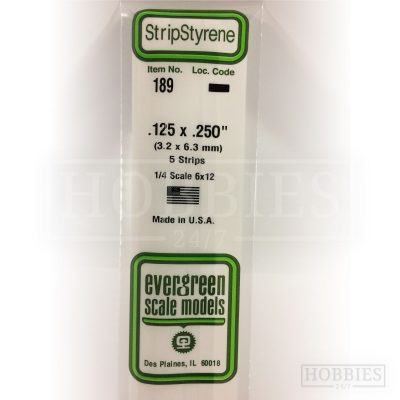 StripStyrene
Item No. Loc. Code
189
.125 x .250"
(3.2 x 6.3 mm)
5 Strips
1/4 Scale 6x12
Made in U.S.A.
HOBBIES
24/7
evergreen
scale models
Des Plaines, IL 60018
HOBBIES
24/7